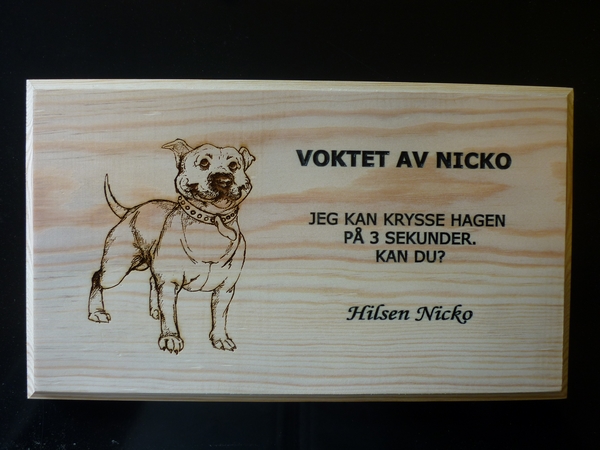 VOKTET AV NICKO
JEG KAN KRYSSE HAGEN
PÅ 3 SEKUNDER.
KAN DU?
Hilsen Nicko